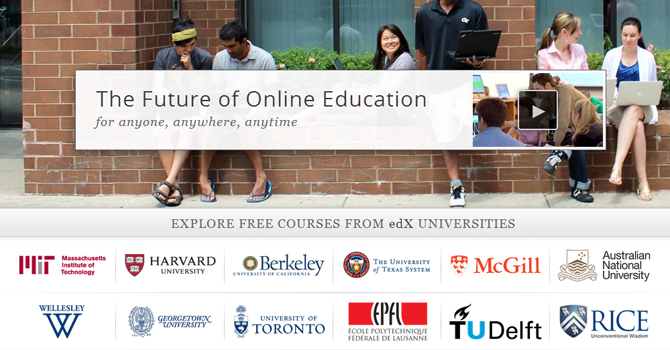 GT
The Future of Online Education
for anyone, anywhere, anytime
EXPLORE FREE COURSES FROM edX UNIVERSITIES
MIT Massachusetts
Institute of
Technology
HARVARD
UNIVERSITY
Berkeley
UNIVERSITY OF CALIFORNIA
THE UNIVERSITY
OF TEXAS SYSTEM
McGill
Australian
National
University
WELLESLEY
W
GEORGETOWN
UNIVERSITY
UNIVERSITY OF
TORONTO
EPFL
ÉCOLE POLYTECHNIQUE
FÉDÉRALE DE LAUSANNE
TUDelft
RICE
Unconventional Wisdom